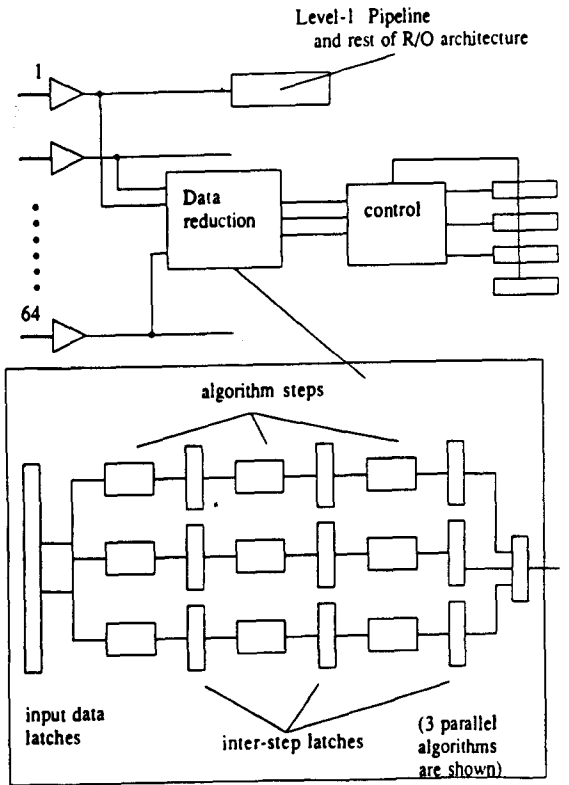 Level-1 Pipeline
and rest of R/O architecture
1
Data
reduction
control
64
algorithm steps
input data
latches
inter-step latches
(3 parallel
algorithms
are shown)